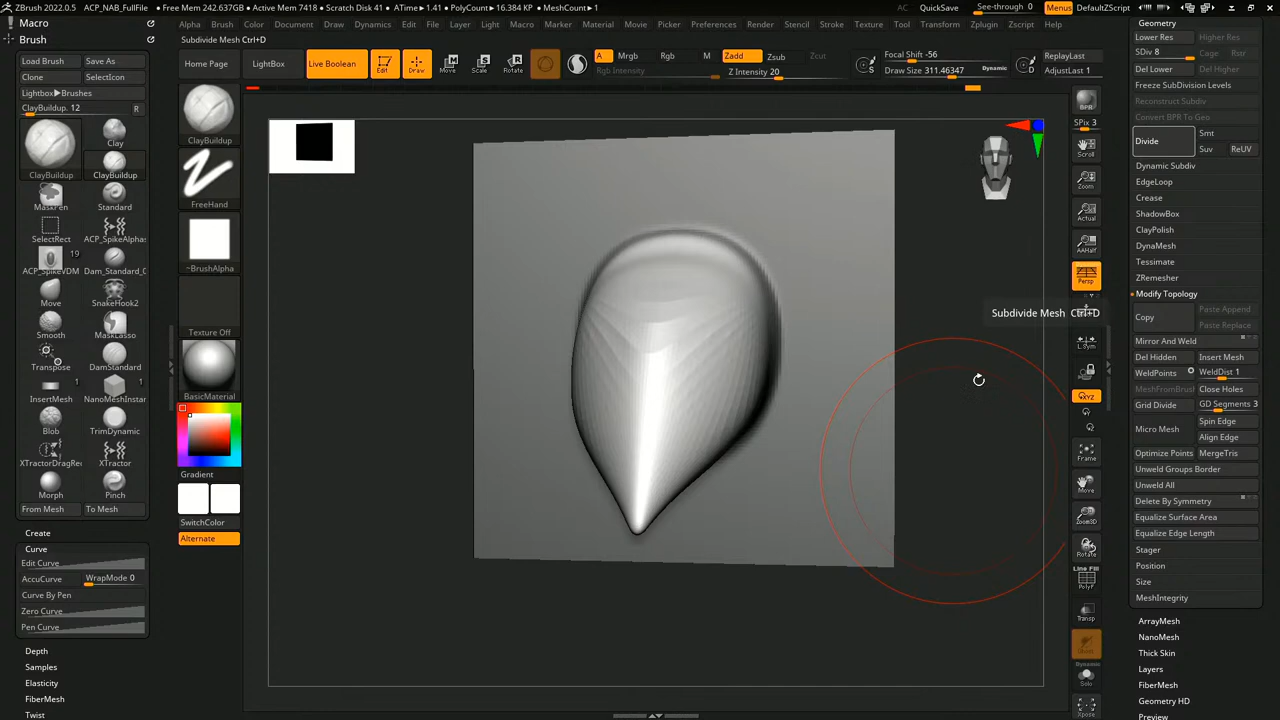 ZBrush 2022.0.5 ACP_NAB_FullFile • Free Mem 242.637GB • Active Mem 7418 • Scratch Disk 41 • ATime▸1.41 • PolyCount▸16.384 KP • MeshCount▸1
AC QuickSave See-through 0 Menus DefaultZScript
Macro
Alpha Brush Color Document Draw Dynamics Edit File Layer Light Macro Marker Material Movie Picker Preferences Render Stencil Stroke Texture Tool Transform Zplugin Zscript Help
Brush
Subdivide Mesh Ctrl+D
Load Brush Save As
Clone SelectIcon
Lightbox▸Brushes
ClayBuildup. 12 R
ClayBuildup
Clay
ClayBuildup
MaskPen Standard
SelectRect ACP_SpikeAlphas
19
ACP_SpikeVDM Dam_Standard_C
Move SnakeHook2
Smooth MaskLasso
Transpose DamStandard
1
InsertMesh NanoMeshInstan
Blob TrimDynamic
XTractorDragRec XTractor
Morph Pinch
From Mesh To Mesh
Create
Curve
Edit Curve
AccuCurve WrapMode 0
Curve By Pen
Zero Curve
Pen Curve
Depth
Samples
Elasticity
FiberMesh
Twist
Home Page LightBox Live Boolean Edit Draw Move Scale Rotate
A Mrgb Rgb M Zadd Zsub Zcut
Rgb Intensity Z Intensity 20
Focal Shift -56
Draw Size 311.46347 Dynamic
ReplayLast
AdjustLast 1
S D
ClayBuildup
FreeHand
~BrushAlpha
Texture Off
BasicMaterial
Gradient
SwitchColor
Alternate
Subdivide Mesh Ctrl+D
BPR
SPix 3
Scroll
Zoom
Actual
AAHalf
Persp
L.Sym
XYZ
Frame
Move
Zoom3D
Rotate
Line Fill
PolyF
Transp
Dynamic
Solo
Xpose
Geometry
Lower Res Higher Res
SDiv 8 Cage Rstr
Del Lower Del Higher
Freeze SubDivision Levels
Reconstruct Subdiv
Convert BPR To Geo
Divide Smt
Suv ReUV
Dynamic Subdiv
EdgeLoop
Crease
ShadowBox
ClayPolish
DynaMesh
Tessimate
ZRemesher
Modify Topology
Copy Paste Append
Paste Replace
Mirror And Weld
Del Hidden Insert Mesh
WeldPoints WeldDist 1
MeshFromBrush Close Holes
Grid Divide GD Segments 3
Micro Mesh Spin Edge
Align Edge
Optimize Points MergeTris
Unweld Groups Border
Unweld All
Delete By Symmetry
Equalize Surface Area
Equalize Edge Length
Stager
Position
Size
MeshIntegrity
ArrayMesh
NanoMesh
Thick Skin
Layers
FiberMesh
Geometry HD
Preview